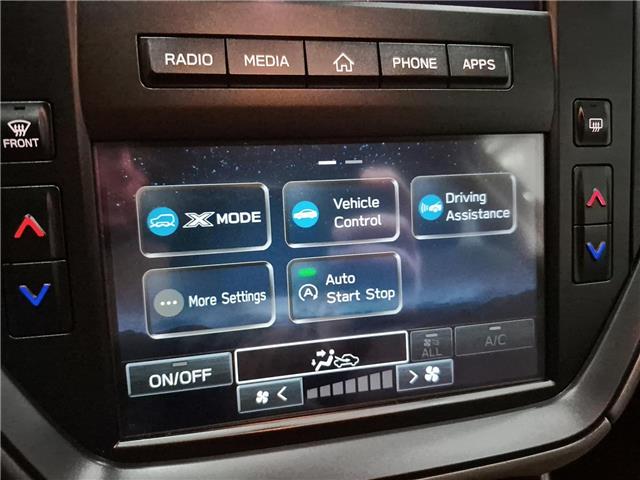 RADIO
MEDIA
PHONE
APPS
FRONT
X MODE
Vehicle
Control
Driving
Assistance
More Settings
Auto
Start Stop
A
ON/OFF
ALL
A/C